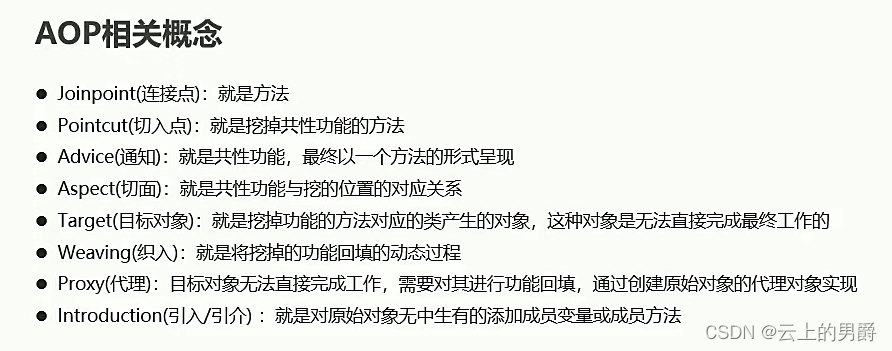 AOP相关概念
● Joinpoint(连接点)：就是方法
● Pointcut(切入点)：就是挖掉共性功能的方法
● Advice(通知)：就是共性功能，最终以一个方法的形式呈现
● Aspect(切面)：就是共性功能与挖的位置的对应关系
● Target(目标对象)：就是挖掉功能的方法对应的类产生的对象，这种对象是无法直接完成最终工作的
● Weaving(织入)：就是将挖掉的功能回填的动态过程
● Proxy(代理)：目标对象无法直接完成工作，需要对其进行功能回填，通过创建原始对象的代理对象实现
● Introduction(引入/引介) ：就是对原始对象无中生有的添加成员变量或成员方法
CSDN @云上的男爵